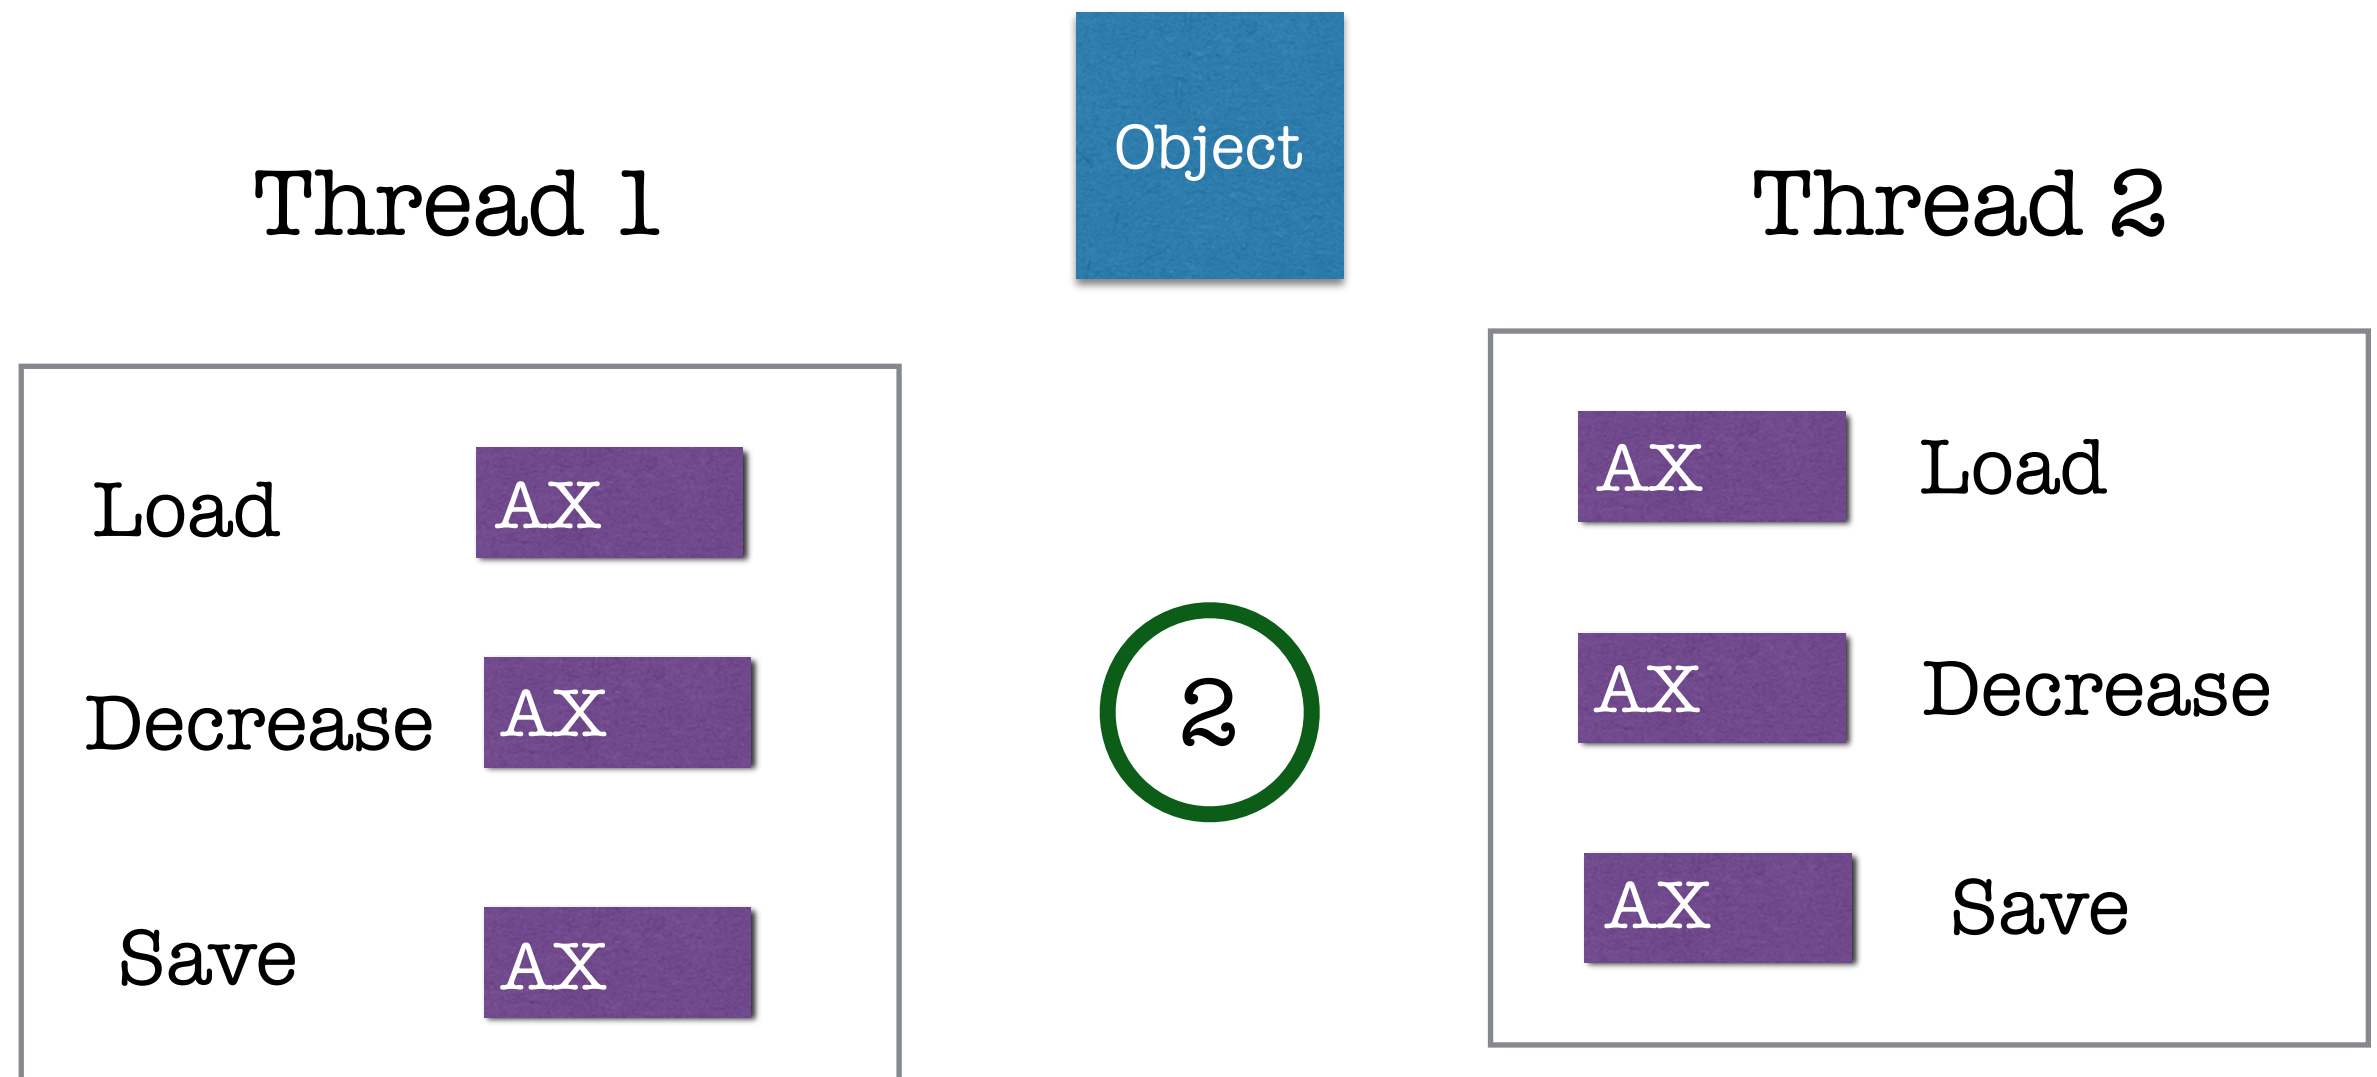 Object
Thread 1
Thread 2
Load AX
Decrease AX
Save AX
2
AX Load
AX Decrease
AX Save